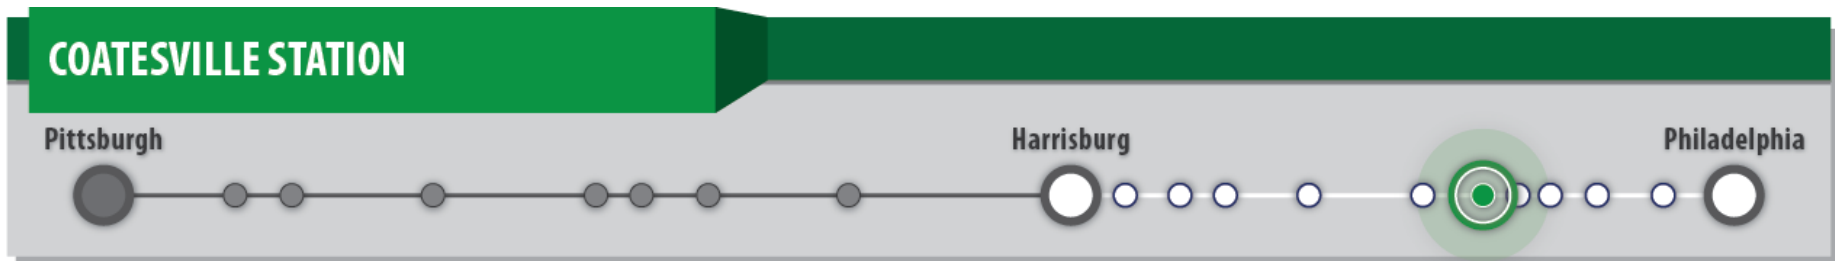 COATESVILLE STATION
Pittsburgh Harrisburg Philadelphia